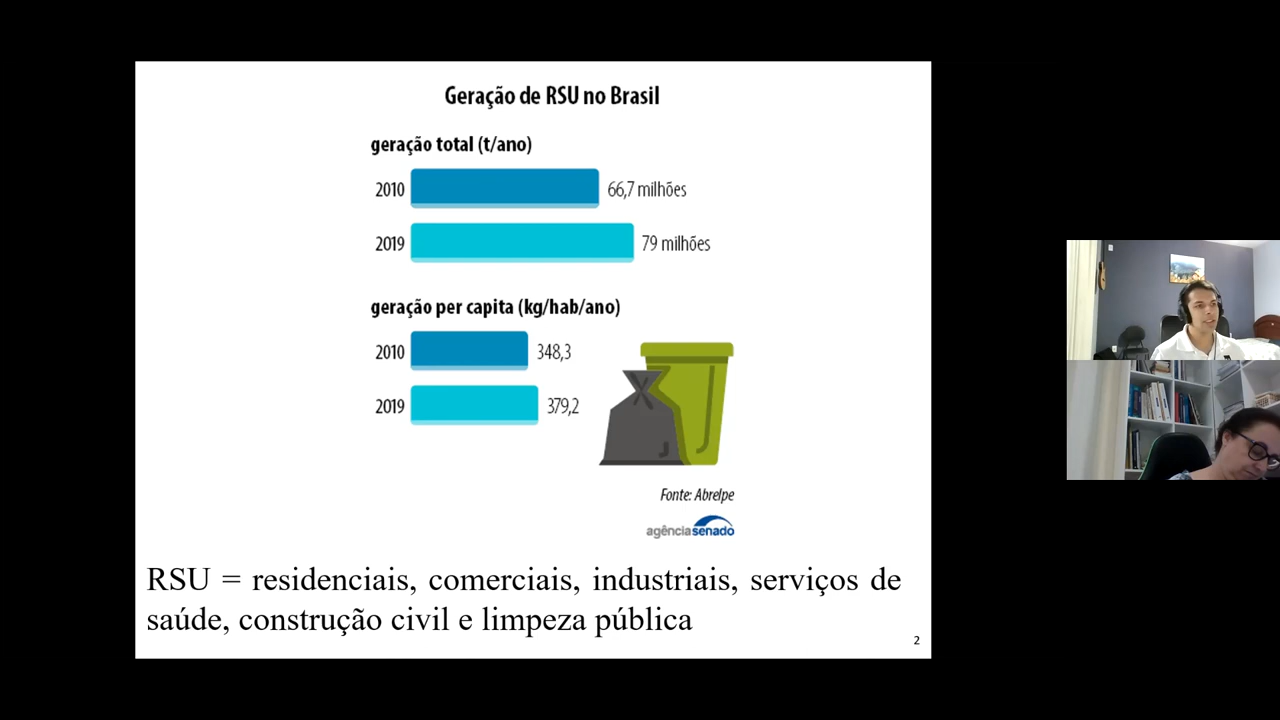 Geração de RSU no Brasil
geração total (t/ano)
2010 66,7 milhões
2019 79 milhões
geração per capita (kg/hab/ano)
2010 348,3
2019 379,2
Fonte: Abrelpe
agênciasenado
RSU = residenciais, comerciais, industriais, serviços de
saúde, construção civil e limpeza pública
2